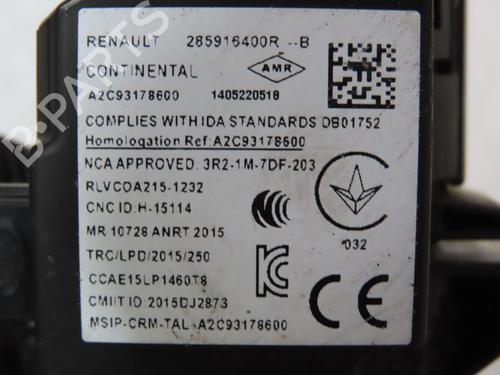 RENAULT 285916400R --B
CONTINENTAL AMR
A2C93178600 1405220518
COMPLIES WITH IDA STANDARDS DB01752
Homologation Ref: A2C93178600
NCA APPROVED: 3R2-1M-7DF-203
RLVCOA215-1232
CNC ID: H-15114
MR 10728 ANRT 2015
032
TRC/LPD/2015/250
CCAE15LP1460T8
CMIIT ID: 2015DJ2873
MSIP-CRM-TAL-A2C93178600
CE
B-PARTS